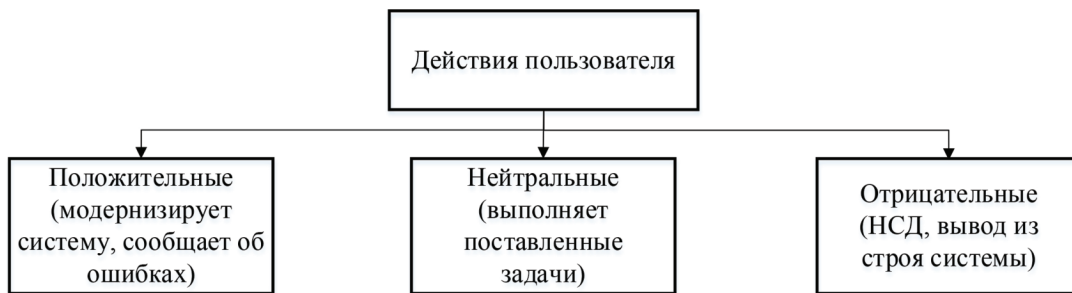 Действия пользователя
Положительные
(модернизирует
систему, сообщает об
ошибках)
Нейтральные
(выполняет
поставленные
задачи)
Отрицательные
(НСД, вывод из
строя системы)